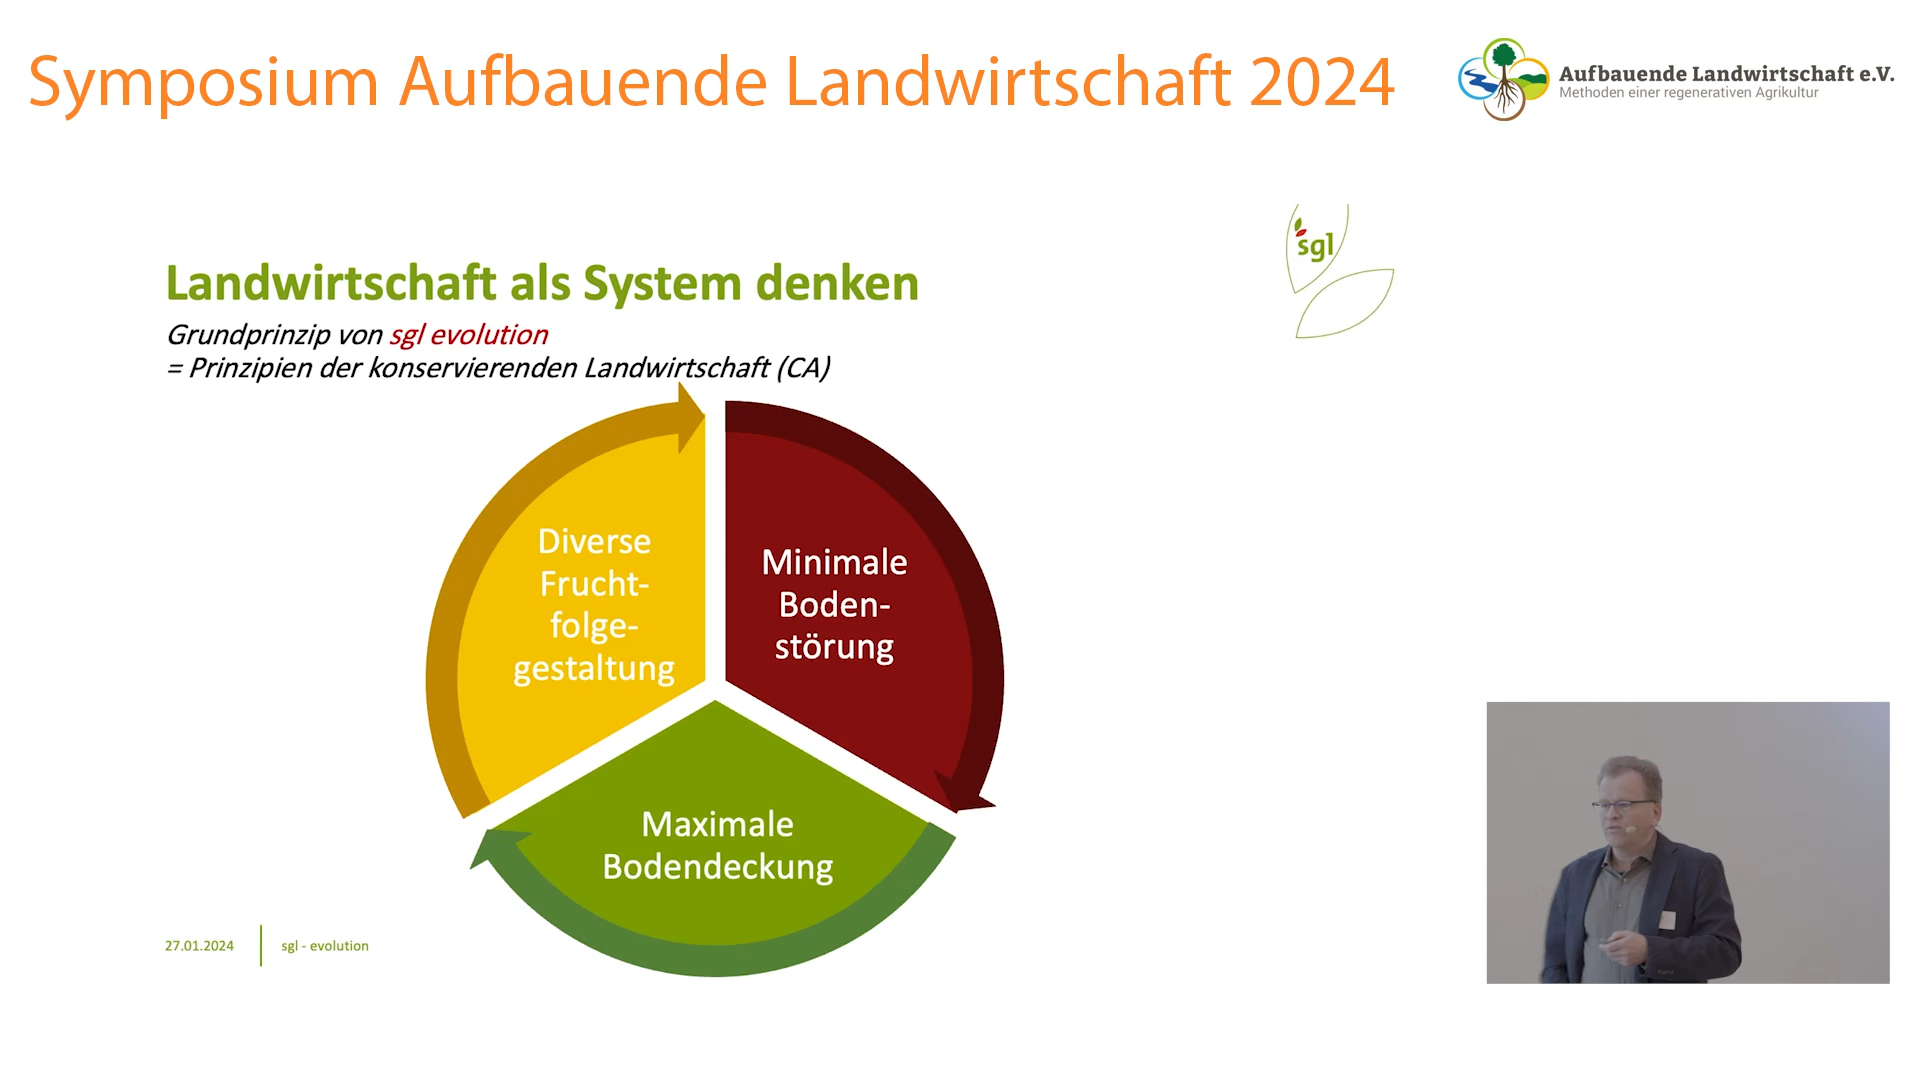 Symposium Aufbauende Landwirtschaft 2024
Aufbauende Landwirtschaft e.V.
Methoden einer regenerativen Agrikultur
sgl
Landwirtschaft als System denken
Grundprinzip von sgl evolution
= Prinzipien der konservierenden Landwirtschaft (CA)
Diverse
Frucht-
folge-
gestaltung
Minimale
Boden-
störung
Maximale
Bodendeckung
27.01.2024
sgl - evolution